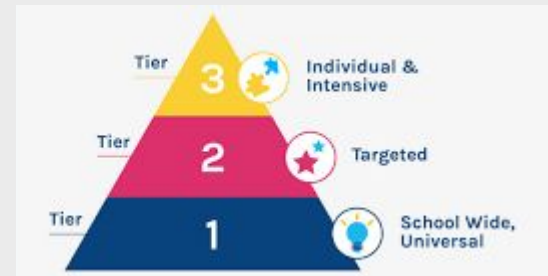 Tier
3
Individual &
Intensive
Tier
2
Targeted
Tier
1
School Wide,
Universal